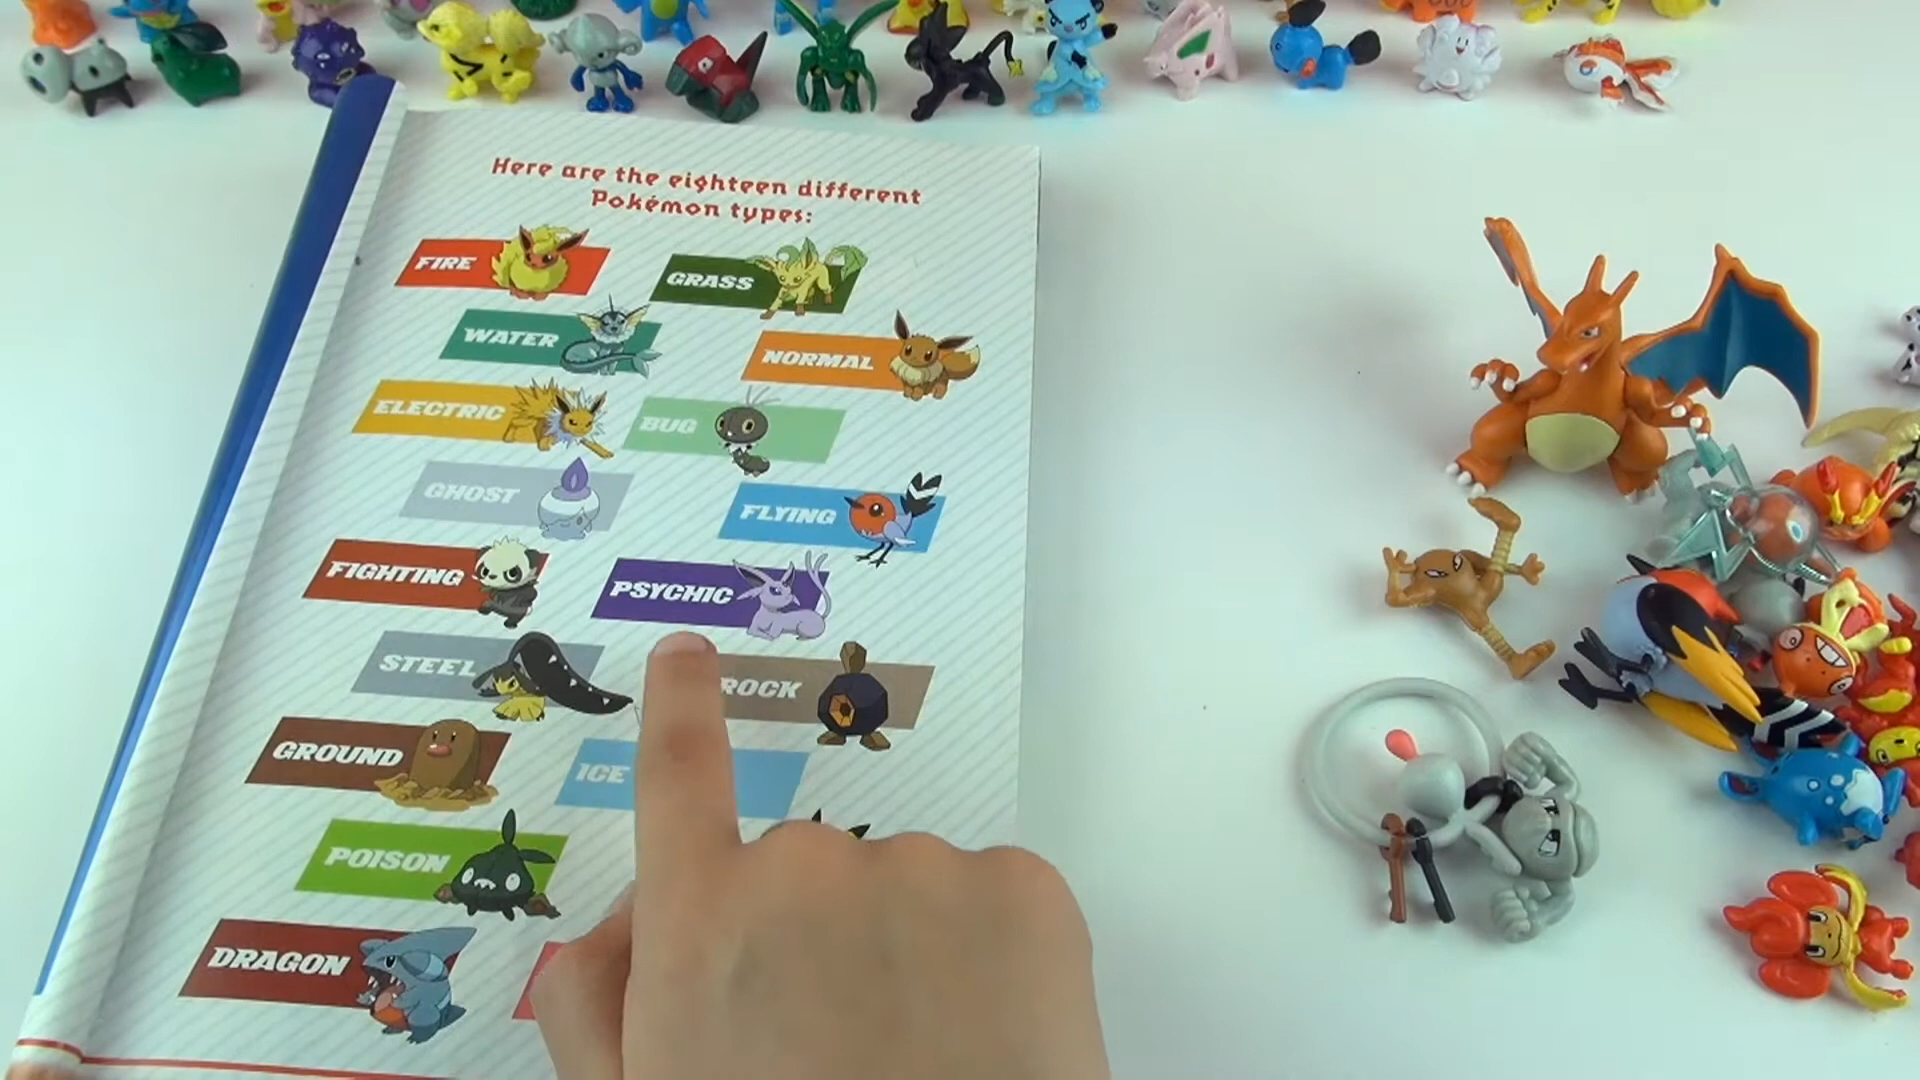 Here are the eighteen different
Pokémon types:
FIRE
GRASS
WATER
NORMAL
ELECTRIC
BUG
GHOST
FLYING
FIGHTING
PSYCHIC
STEEL
ROCK
GROUND
ICE
POISON
DRAGON